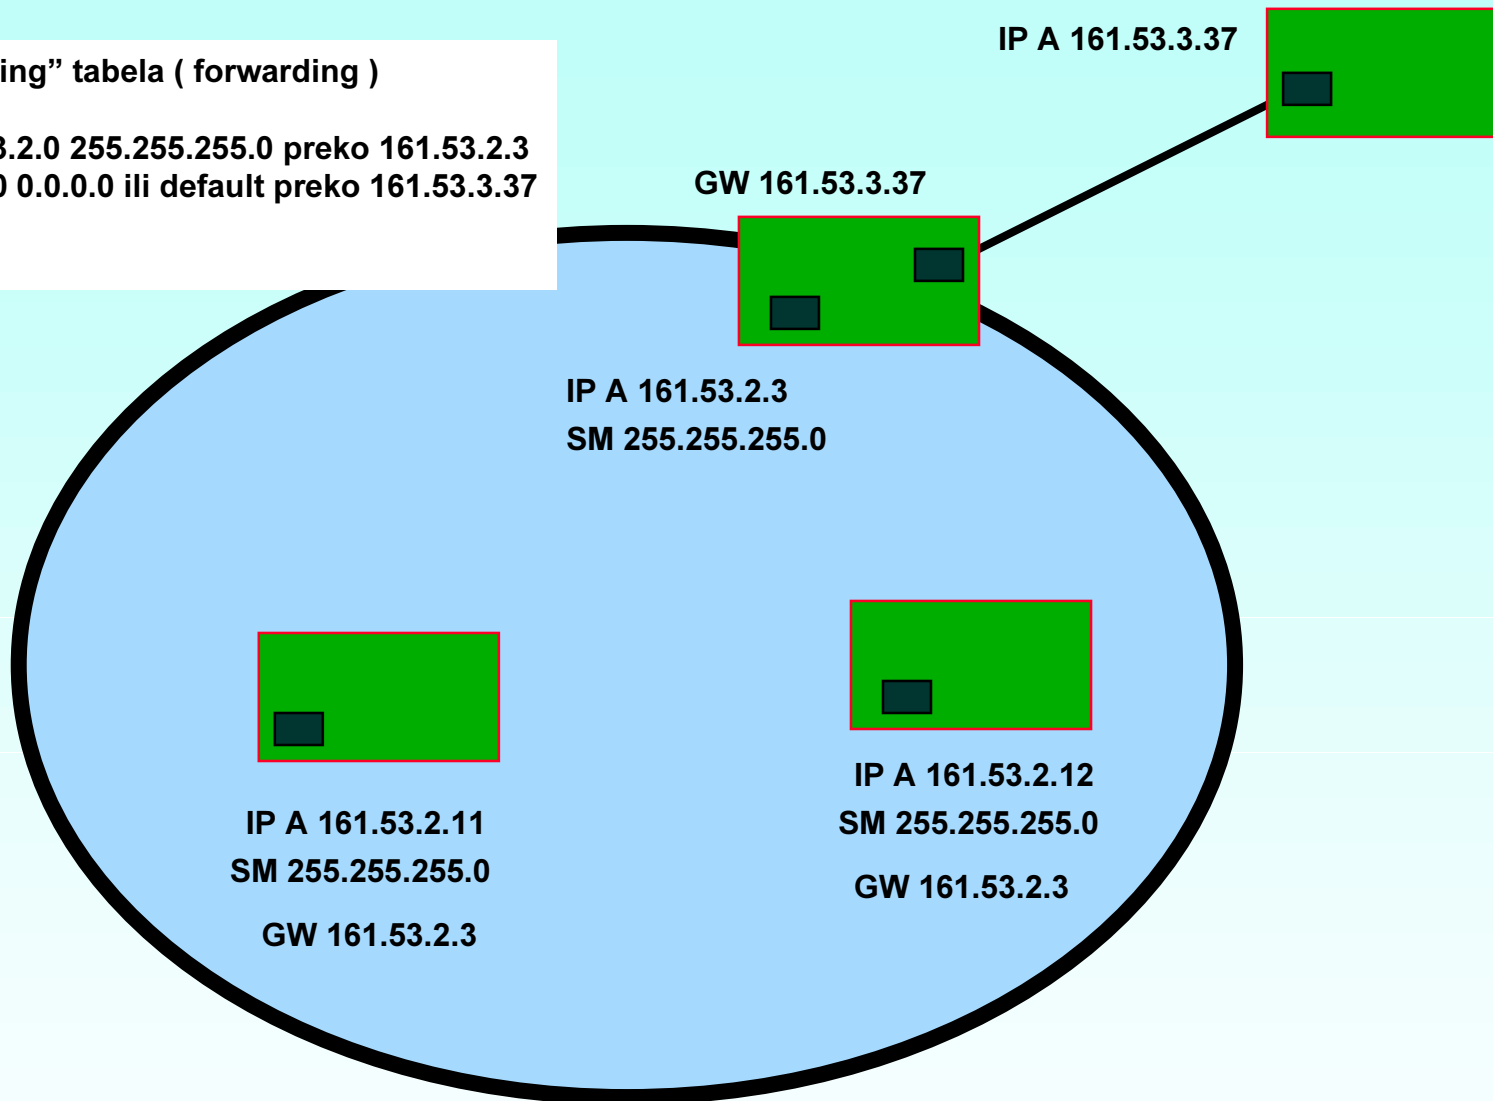 ing” tabela ( forwarding )
3.2.0 255.255.255.0 preko 161.53.2.3
0 0.0.0.0 ili default preko 161.53.3.37
IP A 161.53.3.37
GW 161.53.3.37
IP A 161.53.2.3
SM 255.255.255.0
IP A 161.53.2.11
SM 255.255.255.0
GW 161.53.2.3
IP A 161.53.2.12
SM 255.255.255.0
GW 161.53.2.3